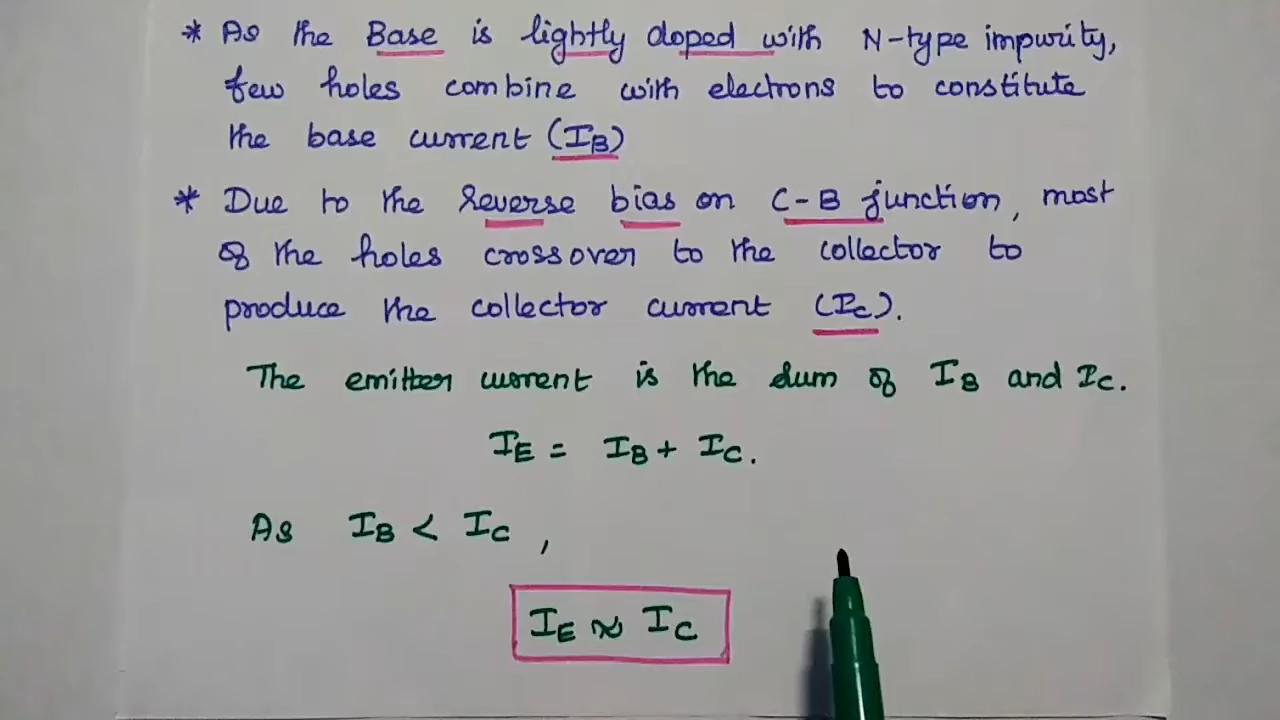 * As the Base is lightly doped with N-type impurity,
few holes combine with electrons to constitute
the base current (IB)
* Due to the reverse bias on C-B junction, most
of the holes crossover to the collector to
produce the collector current (IC).
The emitter current is the sum of IB and IC.
IE = IB + IC.
As IB < IC,
IE ≈ IC